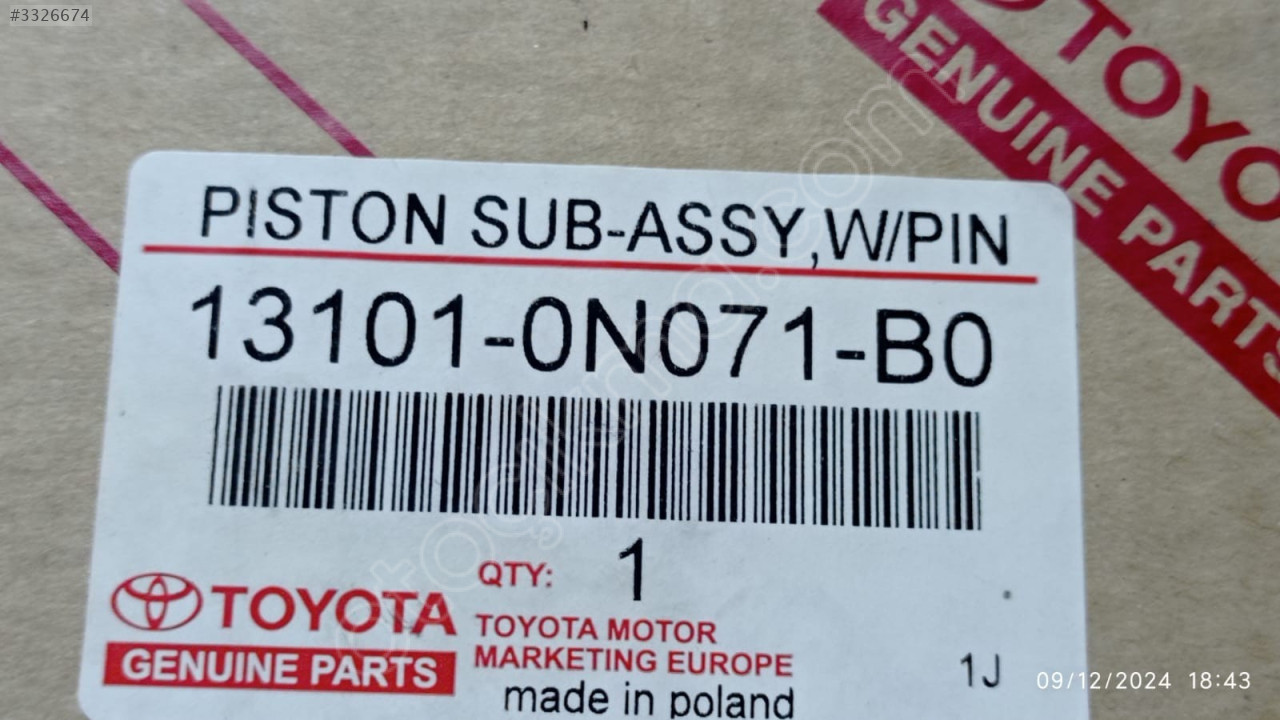 #3326674
TOYO
GENUINE PARTS
PISTON SUB-ASSY,W/PIN
13101-0N071-B0
QTY: 1
TOYOTA
GENUINE PARTS
TOYOTA MOTOR
MARKETING EUROPE
made in poland
1J
09/12/2024 18:43